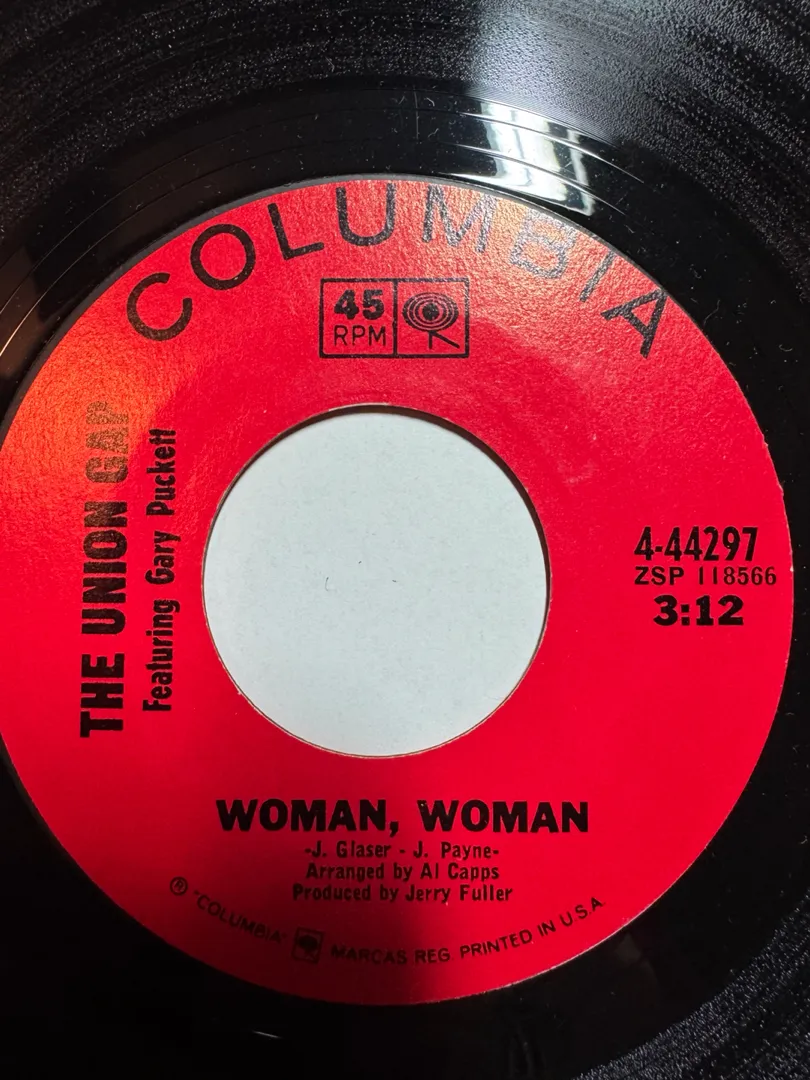 COLUMBIA
45
RPM
THE UNION GAP
Featuring Gary Puckett
4-44297
ZSP 118566
3:12
WOMAN, WOMAN
-J. Glaser - J. Payne-
Arranged by Al Capps
Produced by Jerry Fuller
® "COLUMBIA" MARCAS REG. PRINTED IN U.S.A.